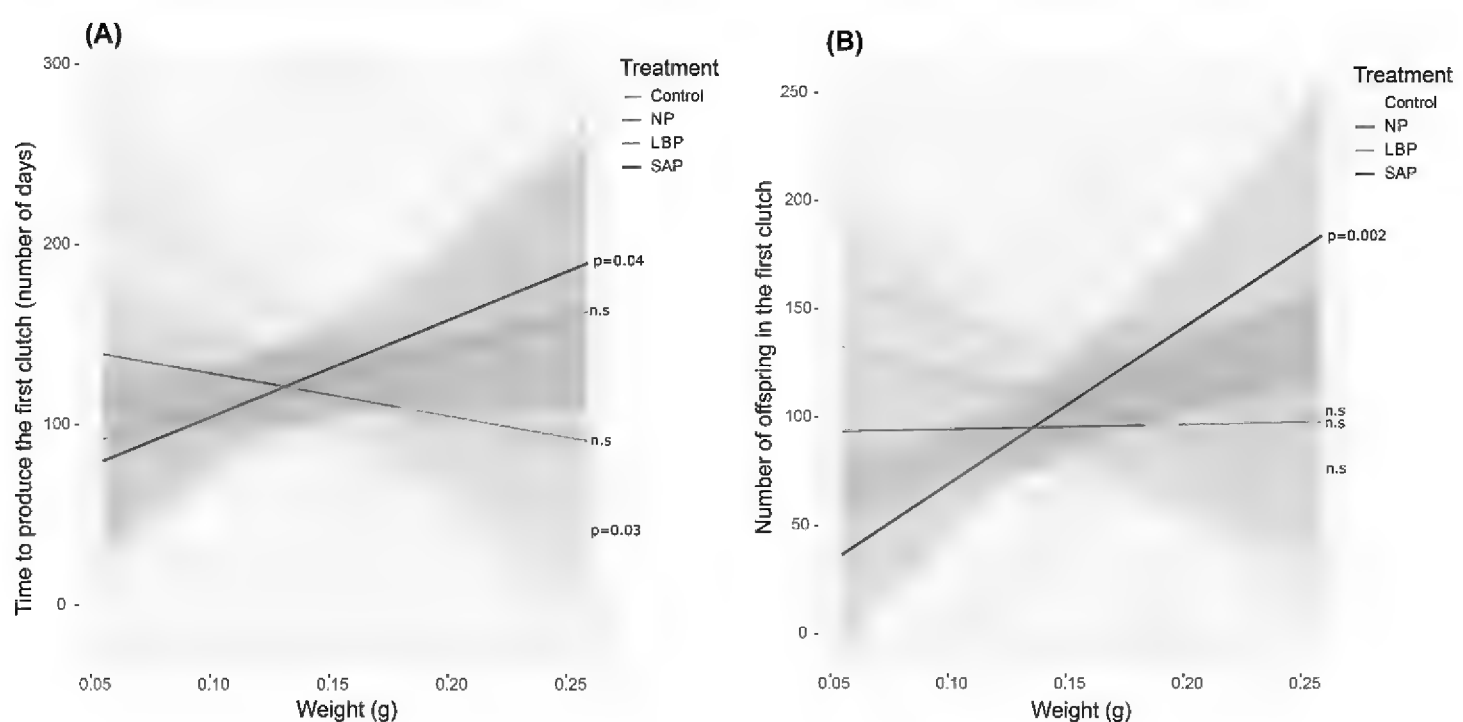 (A)
Time to produce the first clutch (number of days)
300 -
200 -
100 -
0 -
Treatment
Control
NP
LBP
SAP
p=0.04
n.s
n.s
p=0.03
0.05 0.10 0.15 0.20 0.25
Weight (g)
(B)
Number of offspring in the first clutch
250 -
200 -
150 -
100 -
50 -
0 -
Treatment
Control
NP
LBP
SAP
p=0.002
n.s
n.s
n.s
0.05 0.10 0.15 0.20 0.25
Weight (g)